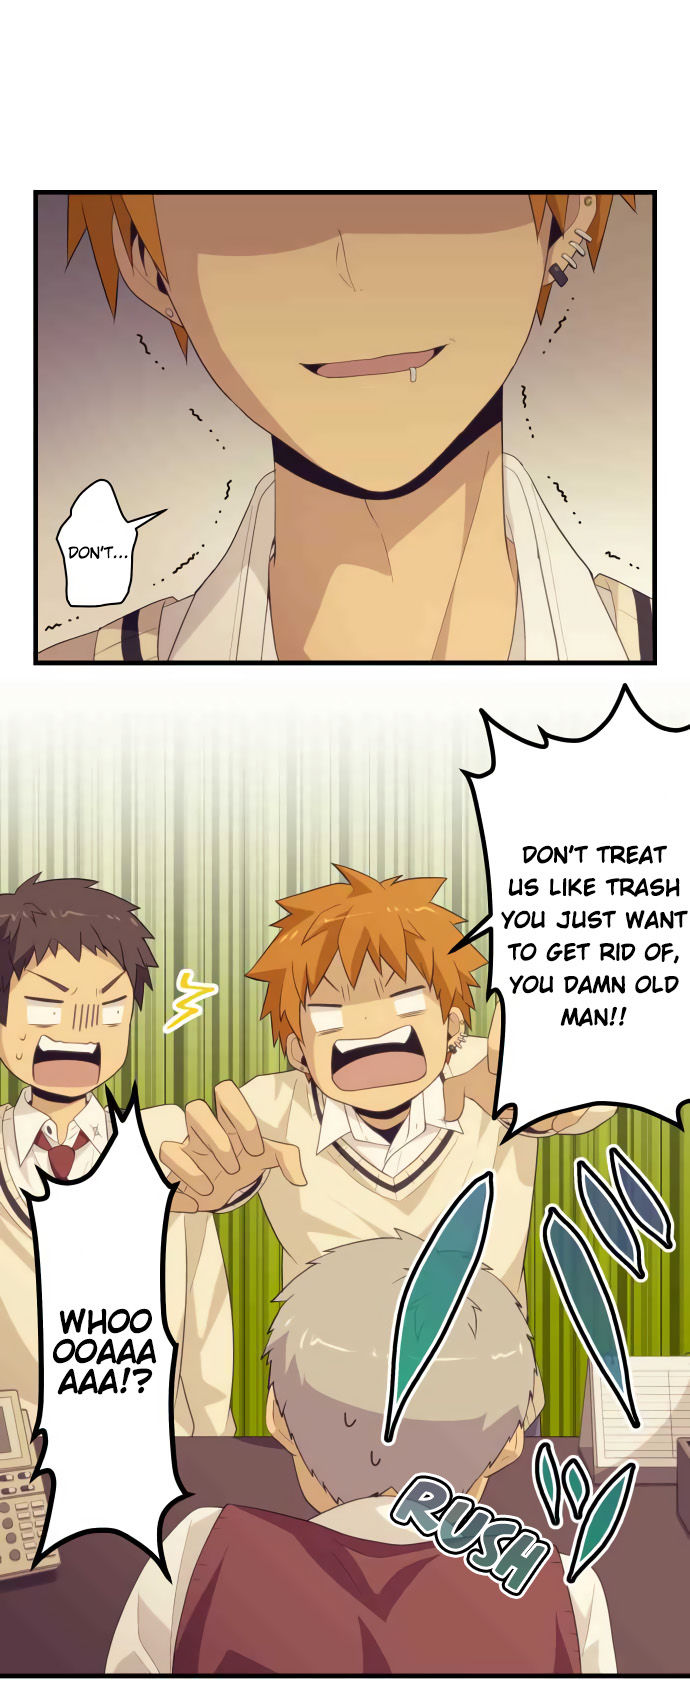 DON'T...
DON'T TREAT
US LIKE TRASH
YOU JUST WANT
TO GET RID OF,
YOU DAMN OLD
MAN!!
WHOO
OOAAA
AAA!?
RUSH